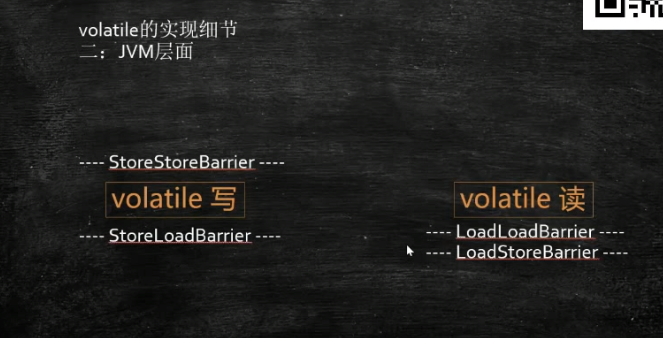 volatile的实现细节
二：JVM层面
---- StoreStoreBarrier ----
volatile 写
---- StoreLoadBarrier ----
volatile 读
---- LoadLoadBarrier ----
---- LoadStoreBarrier ----